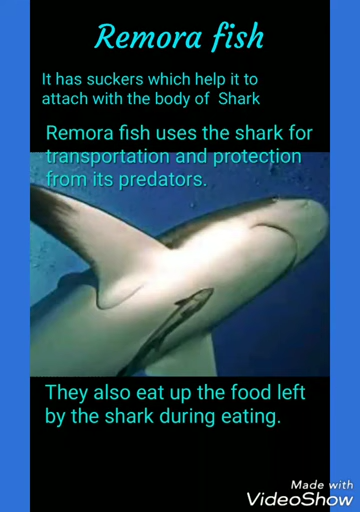 Remora fish
It has suckers which help it to
attach with the body of Shark
Remora fish uses the shark for
transportation and protection
from its predators.
They also eat up the food left
by the shark during eating.
Made with
VideoShow